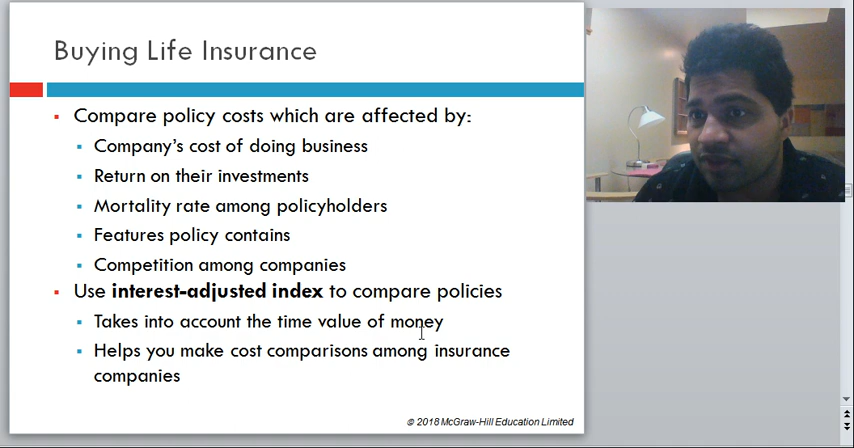 Buying Life Insurance
Compare policy costs which are affected by:
Company's cost of doing business
Return on their investments
Mortality rate among policyholders
Features policy contains
Competition among companies
Use interest-adjusted index to compare policies
Takes into account the time value of money
Helps you make cost comparisons among insurance
companies
© 2018 McGraw-Hill Education Limited